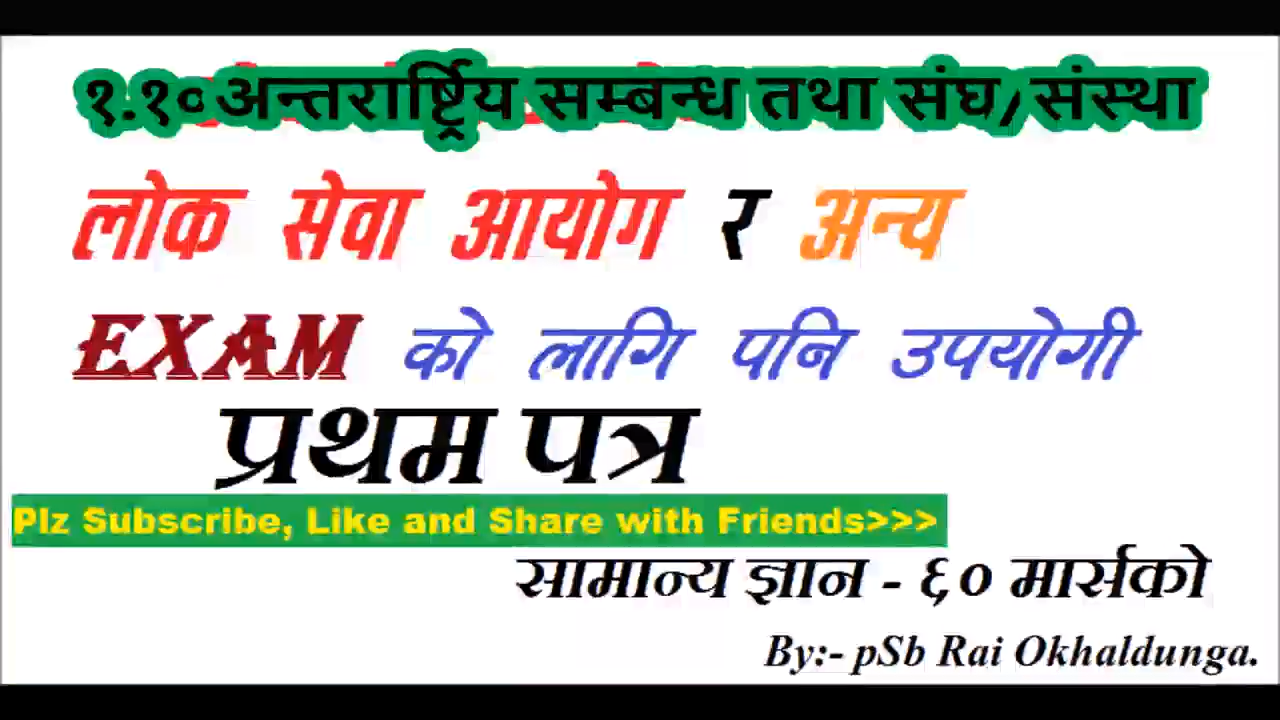 १.१० अन्तरार्ष्ट्रिय सम्बन्ध तथा संघ/संस्था
लोक सेवा आयोग र अन्य
EXAM को लागि पनि उपयोगी
प्रथम पत्र
Plz Subscribe, Like and Share with Friends>>>
सामान्य ज्ञान - ६० मार्सको
By:- pSb Rai Okhaldunga.